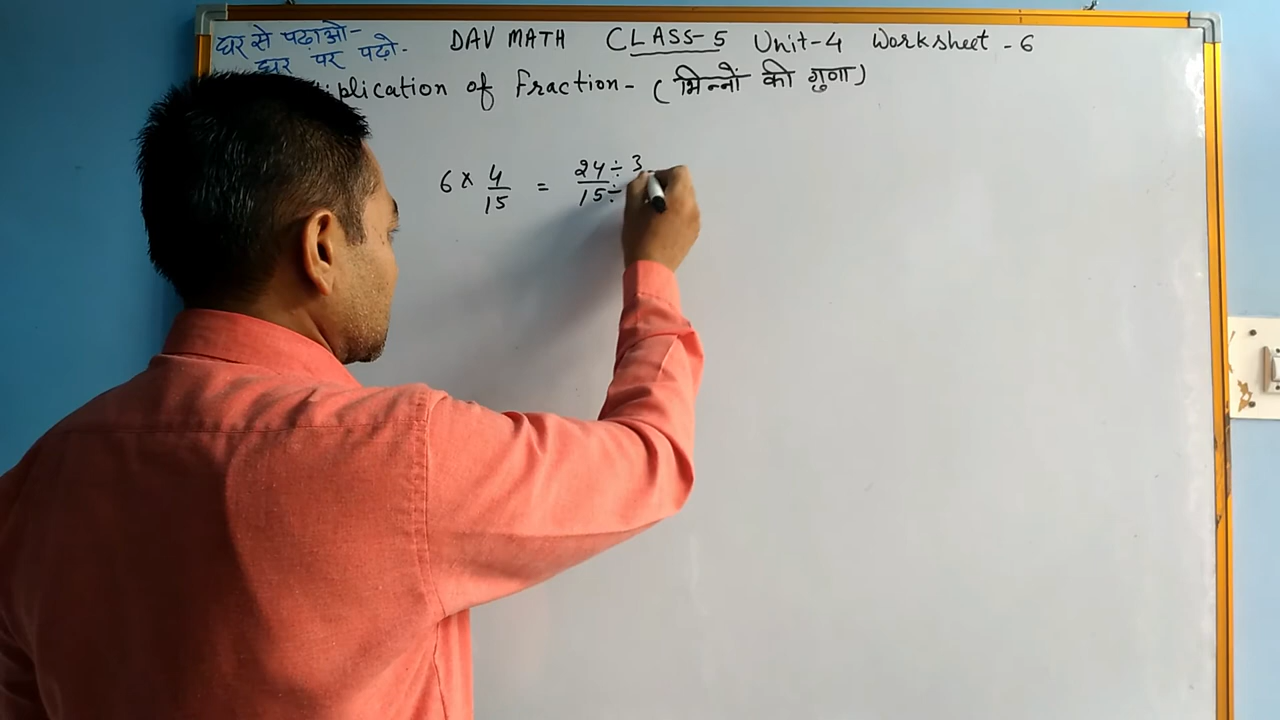 घर से पढाओ-
घर पर पढ़ो-
DAV MATH CLASS-5 Unit-4 Worksheet-6
plication of Fraction- (भिन्नों की गुना)
6 × 4/15 = 24÷3/15÷